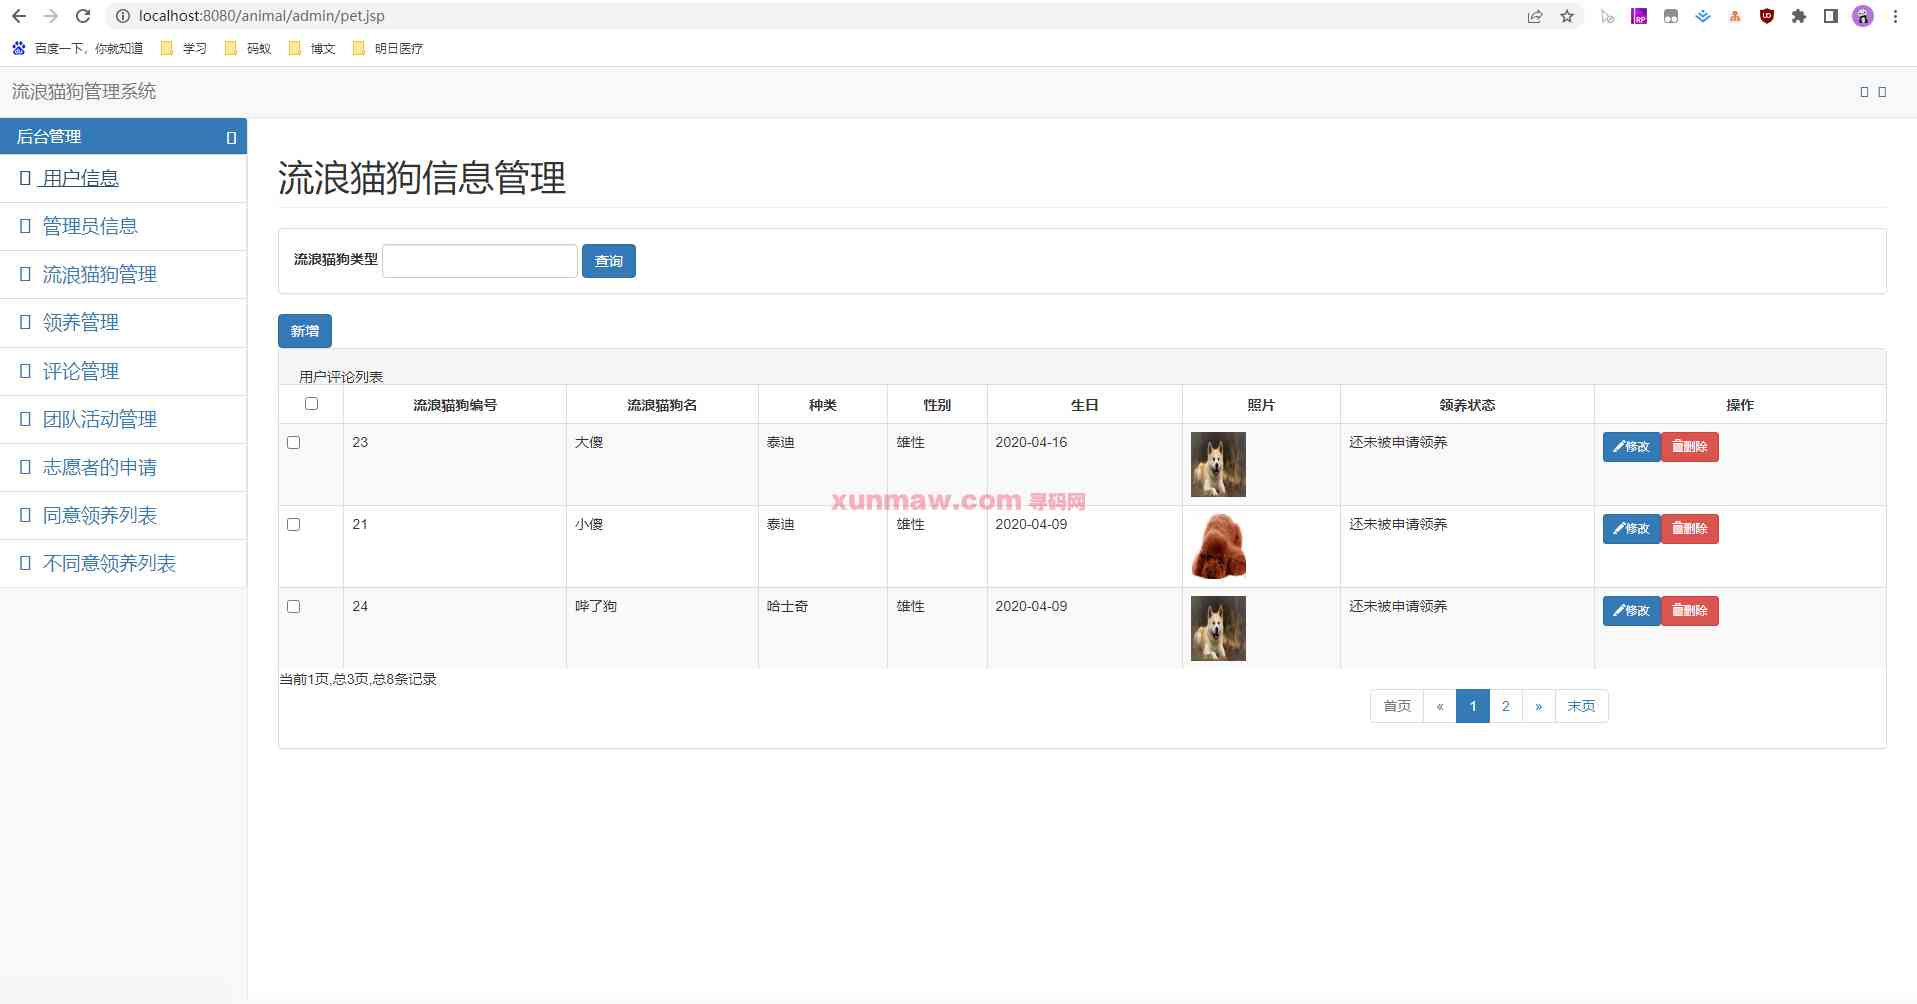 localhost:8080/animal/admin/pet.jsp
百度一下，你就知道 学习 码蚁 博文 明日医疗
流浪猫狗管理系统
后台管理
用户信息
管理员信息
流浪猫狗管理
领养管理
评论管理
团队活动管理
志愿者的申请
同意领养列表
不同意领养列表
流浪猫狗信息管理
流浪猫狗类型 查询
新增
用户评论列表
流浪猫狗编号 流浪猫狗名 种类 性别 生日 照片 领养状态 操作
23 大傻 泰迪 雄性 2020-04-16 还未被申请领养 修改 删除
xunmaw.com 寻码网
21 小傻 泰迪 雄性 2020-04-09 还未被申请领养 修改 删除
24 哔了狗 哈士奇 雄性 2020-04-09 还未被申请领养 修改 删除
当前1页,总3页,总8条记录
首页 « 1 2 » 末页